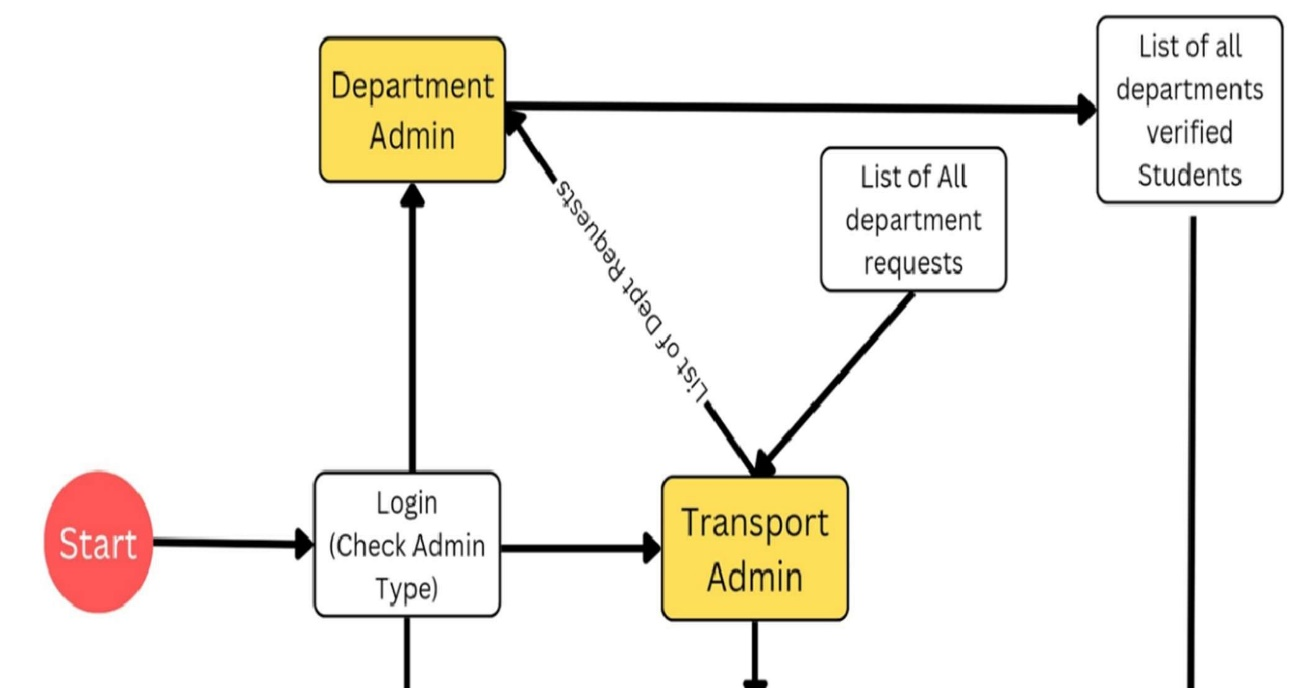 Department
Admin
List of all
departments
verified
Students
List of All
department
requests
List of Dept Requests
Start
Login
(Check Admin
Type)
Transport
Admin